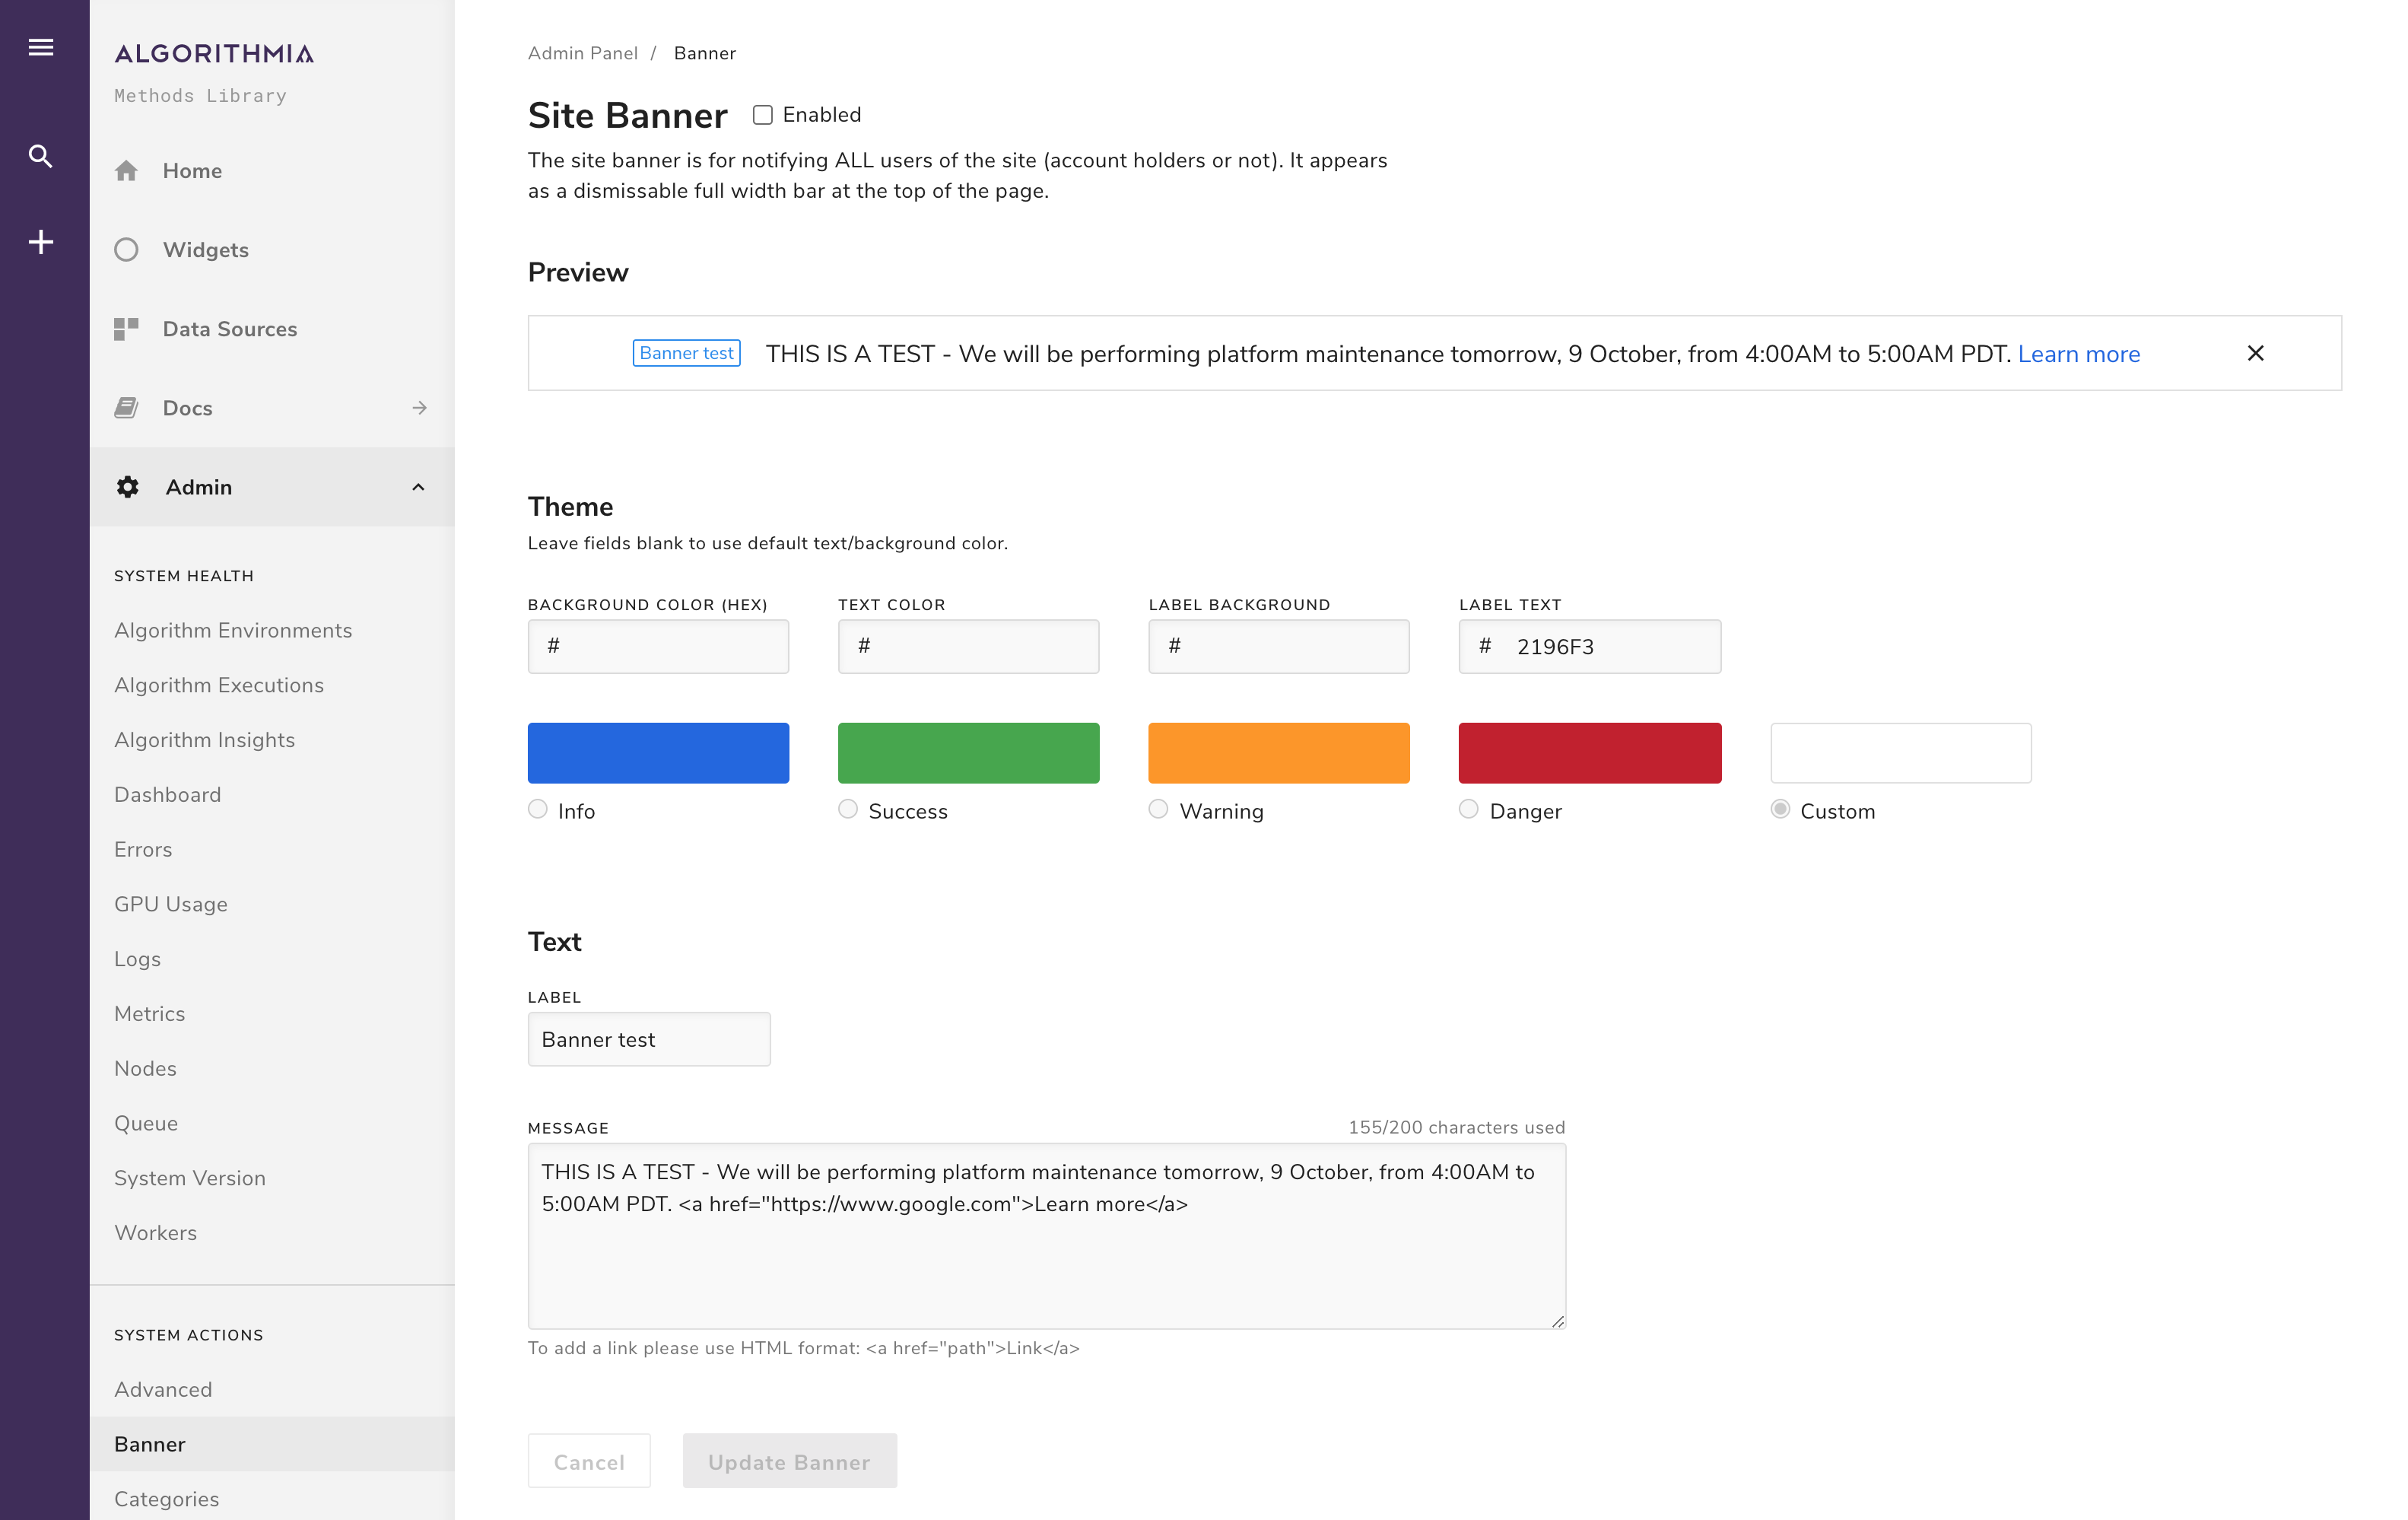 ALGORITHMIA
Methods Library
Home
Widgets
Data Sources
Docs
Admin
SYSTEM HEALTH
Algorithm Environments
Algorithm Executions
Algorithm Insights
Dashboard
Errors
GPU Usage
Logs
Metrics
Nodes
Queue
System Version
Workers
SYSTEM ACTIONS
Advanced
Banner
Categories
Admin Panel / Banner
Site Banner Enabled
The site banner is for notifying ALL users of the site (account holders or not). It appears
as a dismissable full width bar at the top of the page.
Preview
Banner test THIS IS A TEST - We will be performing platform maintenance tomorrow, 9 October, from 4:00AM to 5:00AM PDT. Learn more
Theme
Leave fields blank to use default text/background color.
BACKGROUND COLOR (HEX) TEXT COLOR LABEL BACKGROUND LABEL TEXT
# # # # 2196F3
Info Success Warning Danger Custom
Text
LABEL
Banner test
MESSAGE 155/200 characters used
THIS IS A TEST - We will be performing platform maintenance tomorrow, 9 October, from 4:00AM to
5:00AM PDT. <a href="https://www.google.com">Learn more</a>
To add a link please use HTML format: <a href="path">Link</a>
Cancel Update Banner